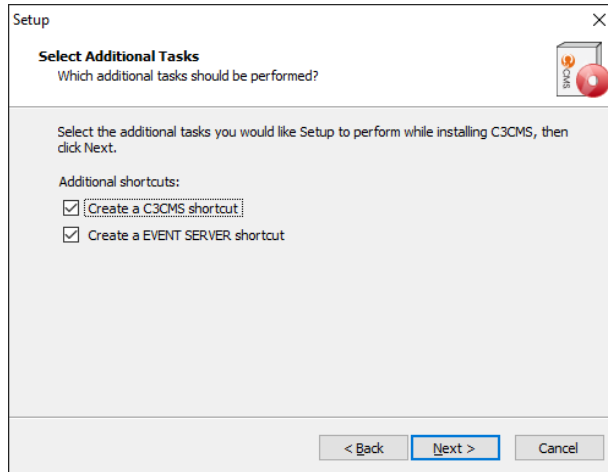 Setup
Select Additional Tasks
Which additional tasks should be performed?
CMS
Select the additional tasks you would like Setup to perform while installing C3CMS, then
click Next.
Additional shortcuts:
Create a C3CMS shortcut
Create a EVENT SERVER shortcut
< Back
Next >
Cancel